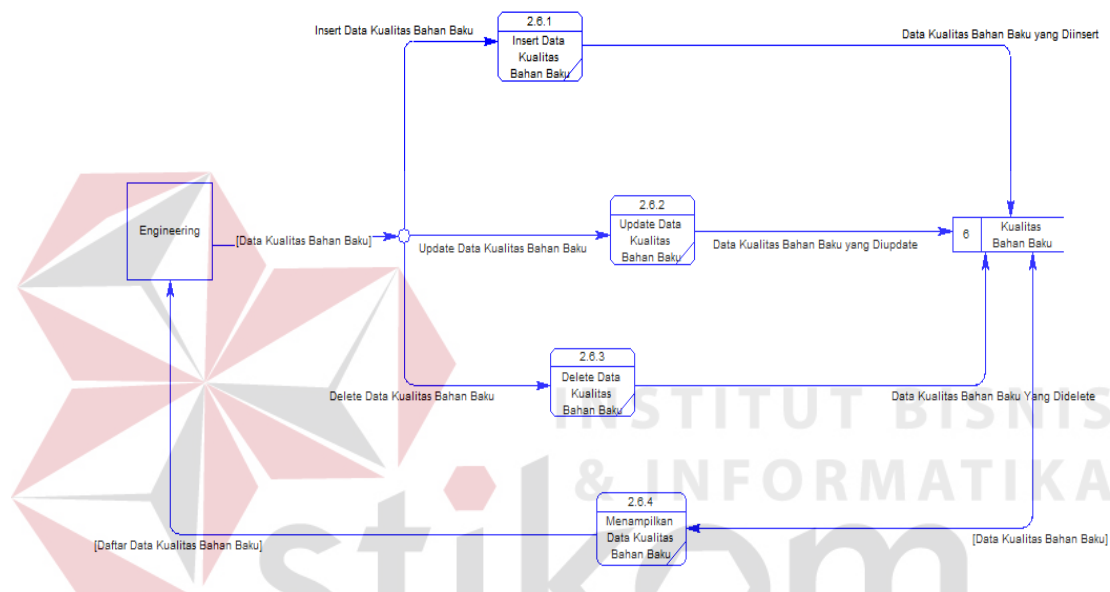 Insert Data Kualitas Bahan Baku
2.6.1
Insert Data
Kualitas
Bahan Baku
Data Kualitas Bahan Baku yang Diinsert
Engineering
[Data Kualitas Bahan Baku]
Update Data Kualitas Bahan Baku
2.6.2
Update Data
Kualitas
Bahan Baku
Data Kualitas Bahan Baku yang Diupdate
6
Kualitas
Bahan Baku
Delete Data Kualitas Bahan Baku
2.6.3
Delete Data
Kualitas
Bahan Baku
Data Kualitas Bahan Baku Yang Didelete
INSTITUT BISNIS
& INFORMATIKA
stikom
[Daftar Data Kualitas Bahan Baku]
2.6.4
Menampilkan
Data Kualitas
Bahan Baku
[Data Kualitas Bahan Baku]